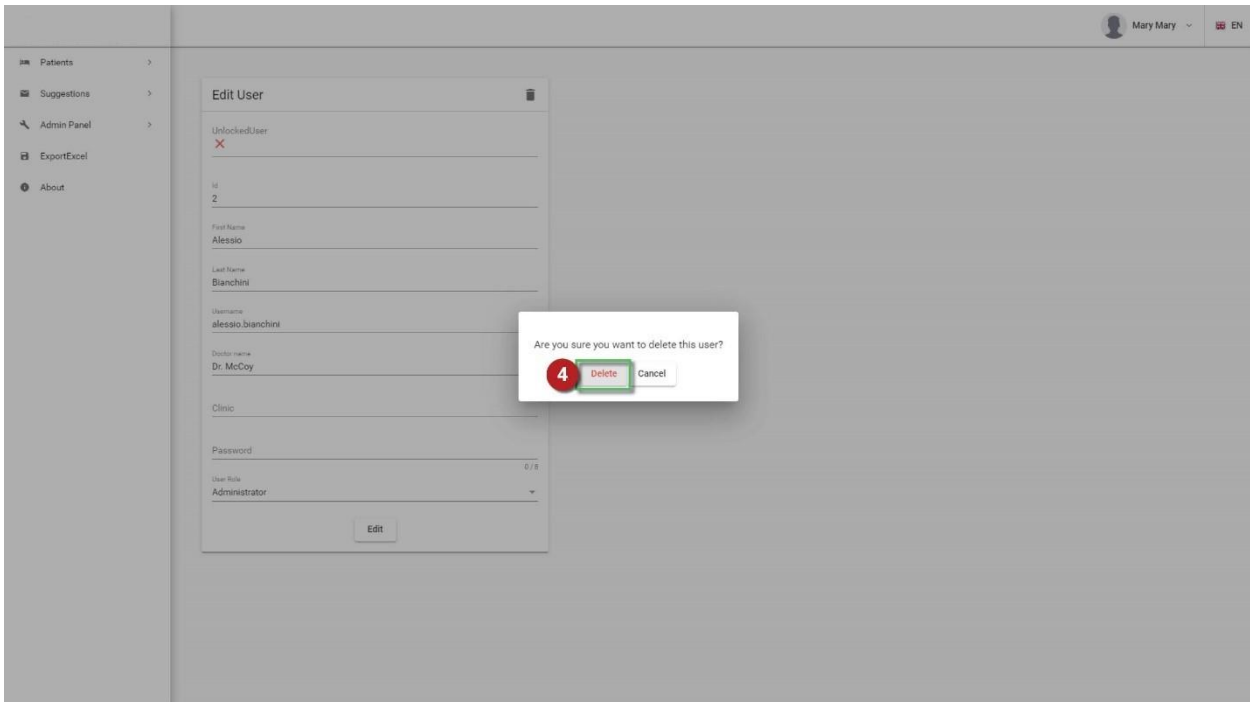 Mary Mary
EN
Patients
Suggestions
Admin Panel
ExportExcel
About
Edit User
UnlockedUser
Id
2
First Name
Alessio
Last Name
Bianchini
Username
alessio.bianchini
Doctor name
Dr. McCoy
Clinic
Password
0 / 8
User Role
Administrator
Edit
Are you sure you want to delete this user?
4 Delete Cancel